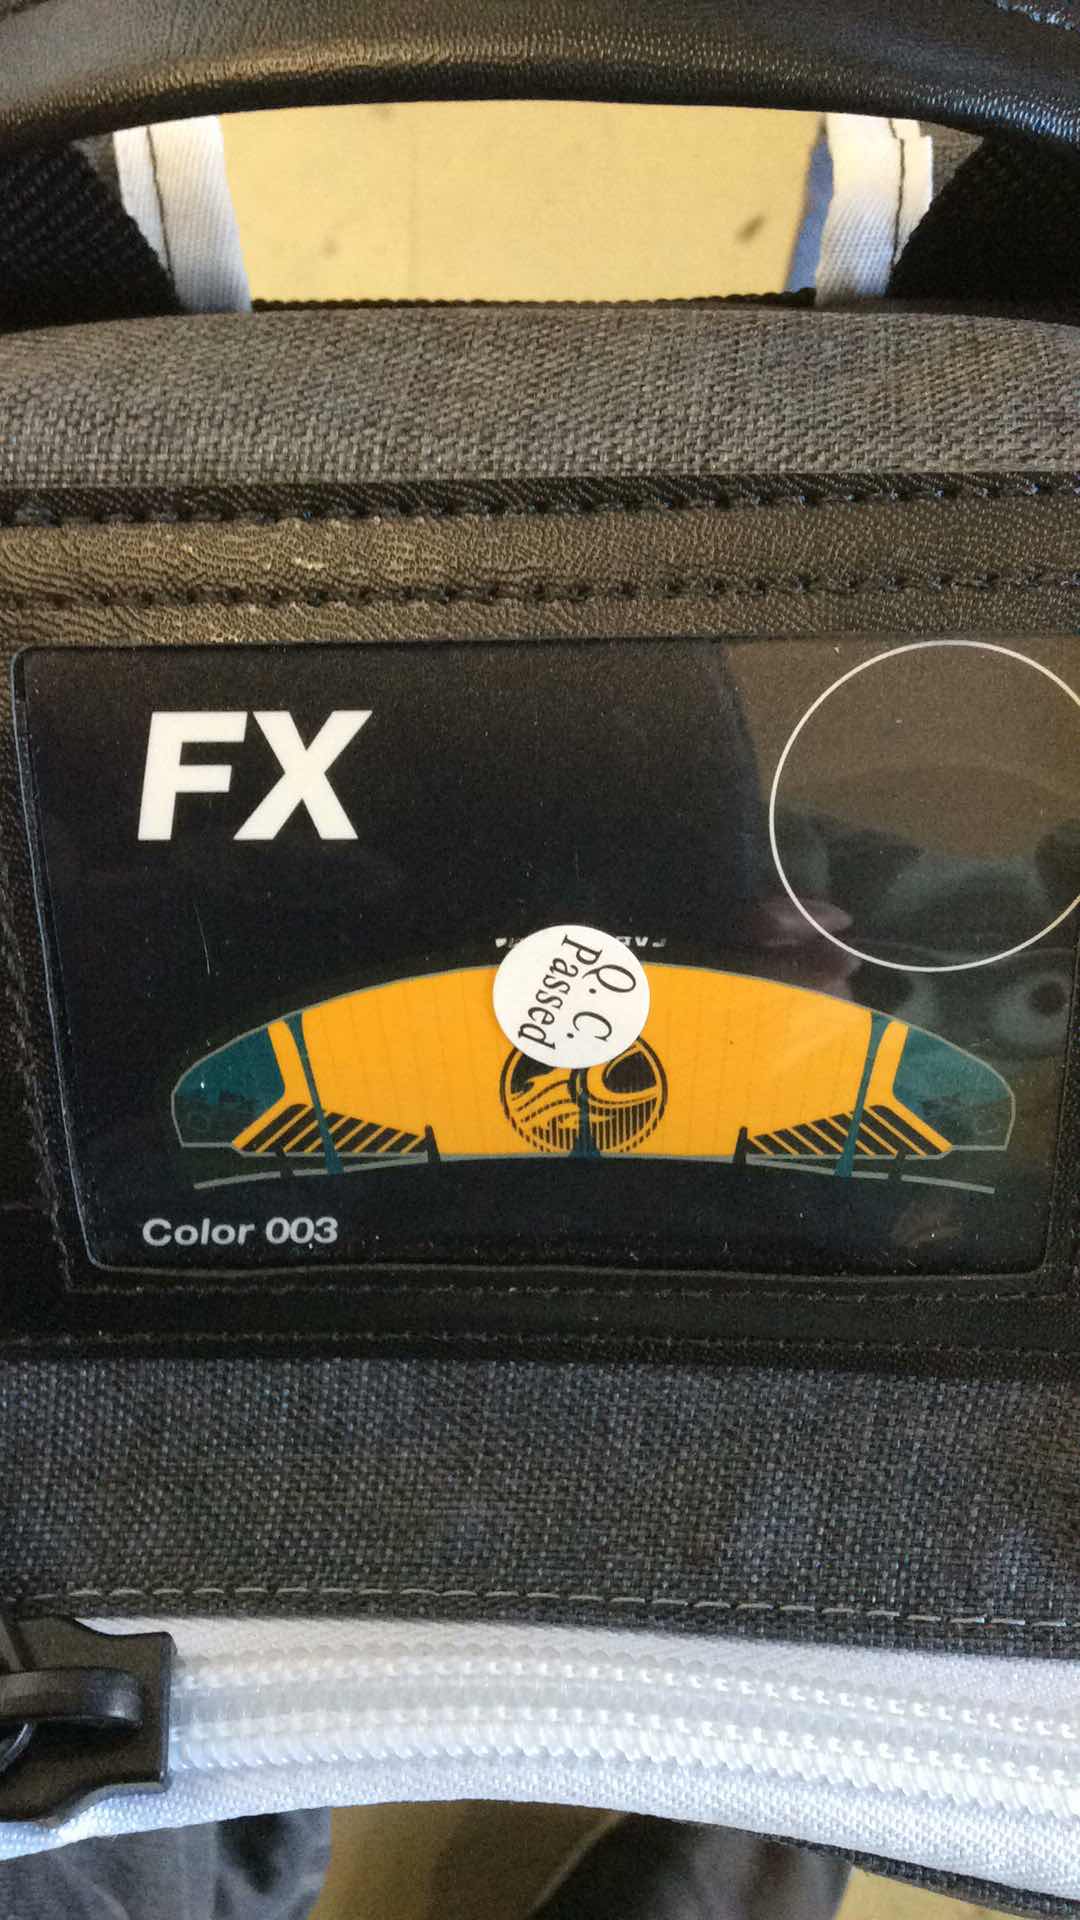 FX
Q. C.
Passed
Color 003